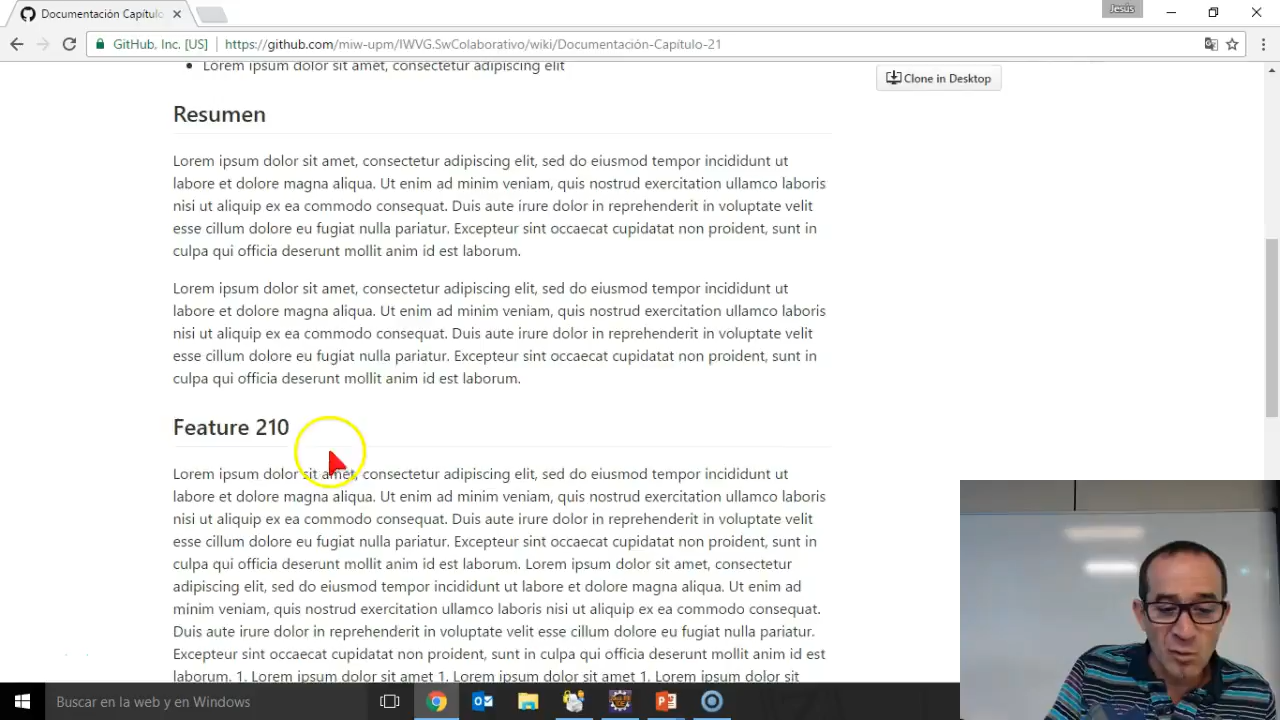 Documentación Capítulo
Jesús
GitHub, Inc. [US]
https://github.com/miw-upm/IWVG.SwColaborativo/wiki/Documentación-Capítulo-21
Lorem ipsum dolor sit amet, consectetur adipiscing elit
Clone in Desktop
Resumen
Lorem ipsum dolor sit amet, consectetur adipiscing elit, sed do eiusmod tempor incididunt ut
labore et dolore magna aliqua. Ut enim ad minim veniam, quis nostrud exercitation ullamco laboris
nisi ut aliquip ex ea commodo consequat. Duis aute irure dolor in reprehenderit in voluptate velit
esse cillum dolore eu fugiat nulla pariatur. Excepteur sint occaecat cupidatat non proident, sunt in
culpa qui officia deserunt mollit anim id est laborum.
Lorem ipsum dolor sit amet, consectetur adipiscing elit, sed do eiusmod tempor incididunt ut
labore et dolore magna aliqua. Ut enim ad minim veniam, quis nostrud exercitation ullamco laboris
nisi ut aliquip ex ea commodo consequat. Duis aute irure dolor in reprehenderit in voluptate velit
esse cillum dolore eu fugiat nulla pariatur. Excepteur sint occaecat cupidatat non proident, sunt in
culpa qui officia deserunt mollit anim id est laborum.
Feature 210
Lorem ipsum dolor sit amet, consectetur adipiscing elit, sed do eiusmod tempor incididunt ut
labore et dolore magna aliqua. Ut enim ad minim veniam, quis nostrud exercitation ullamco laboris
nisi ut aliquip ex ea commodo consequat. Duis aute irure dolor in reprehenderit in voluptate velit
esse cillum dolore eu fugiat nulla pariatur. Excepteur sint occaecat cupidatat non proident, sunt in
culpa qui officia deserunt mollit anim id est laborum. Lorem ipsum dolor sit amet, consectetur
adipiscing elit, sed do eiusmod tempor incididunt ut labore et dolore magna aliqua. Ut enim ad
minim veniam, quis nostrud exercitation ullamco laboris nisi ut aliquip ex ea commodo consequat.
Duis aute irure dolor in reprehenderit in voluptate velit esse cillum dolore eu fugiat nulla pariatur.
Excepteur sint occaecat cupidatat non proident, sunt in culpa qui officia deserunt mollit anim id est
laborum. 1. Lorem ipsum dolor sit amet 1. Lorem ipsum dolor sit amet 1. Lorem ipsum dolor sit
Buscar en la web y en Windows